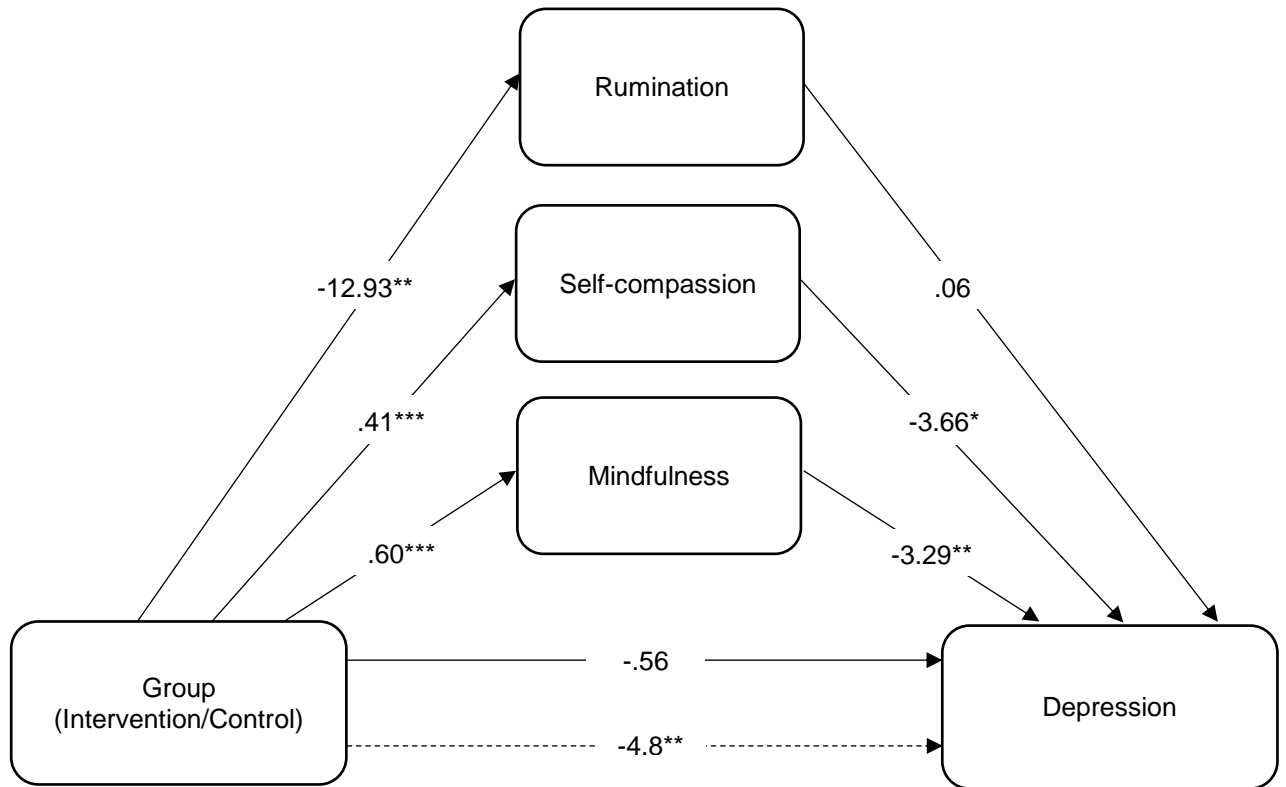 Rumination
-12.93**
Self-compassion
.06
.41***
-3.66*
Mindfulness
.60***
-3.29**
Group
(Intervention/Control)
-.56
-4.8**
Depression